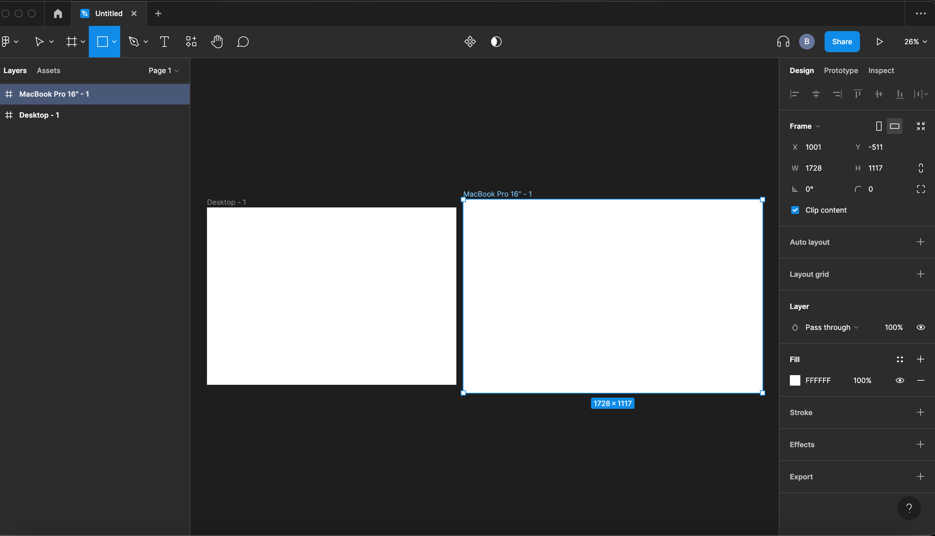 Untitled
B
Share
26%
Layers
Assets
Page 1
Design
Prototype
Inspect
MacBook Pro 16" - 1
Desktop - 1
Frame
X 1001 Y -511
W 1728 H 1117
0° 0
Clip content
Auto layout
Layout grid
Layer
Pass through 100%
Fill
FFFFFF 100%
Stroke
Effects
Export
?
Desktop - 1
MacBook Pro 16" - 1
1728 × 1117